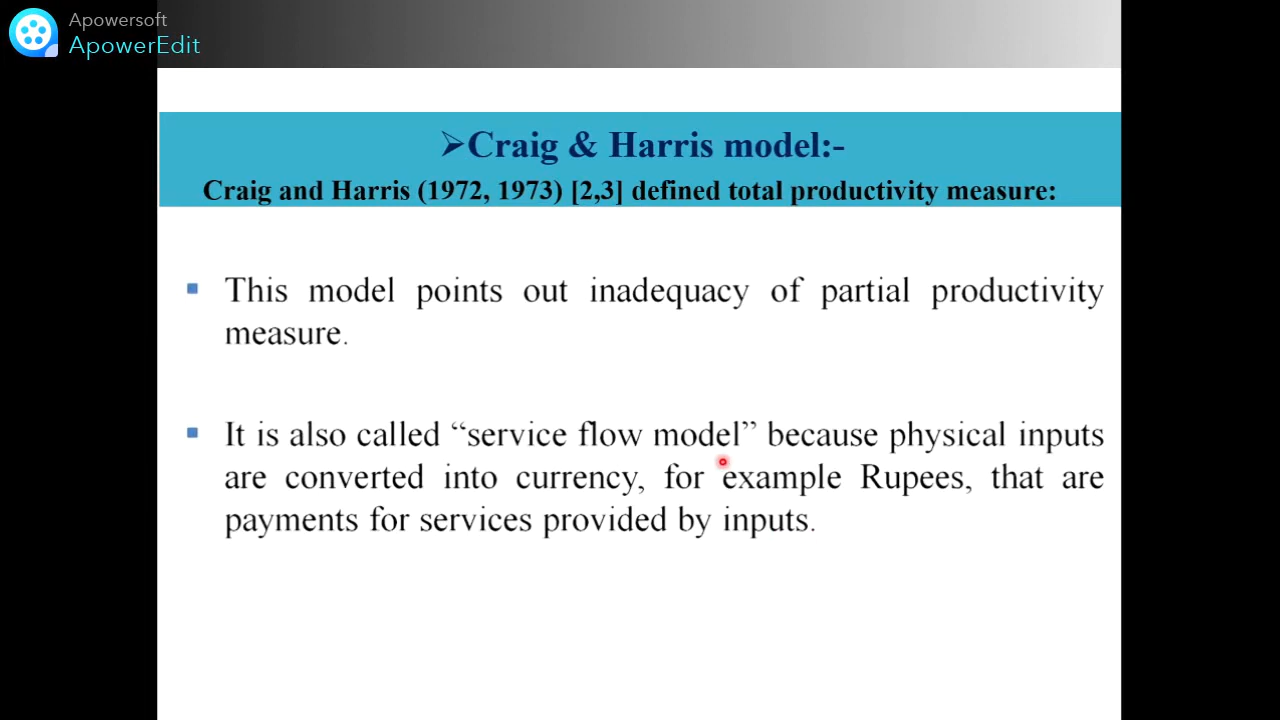 Apowersoft
ApowerEdit
➢Craig & Harris model:-
Craig and Harris (1972, 1973) [2,3] defined total productivity measure:
▪ This model points out inadequacy of partial productivity
measure.
▪ It is also called “service flow model” because physical inputs
are converted into currency, for example Rupees, that are
payments for services provided by inputs.